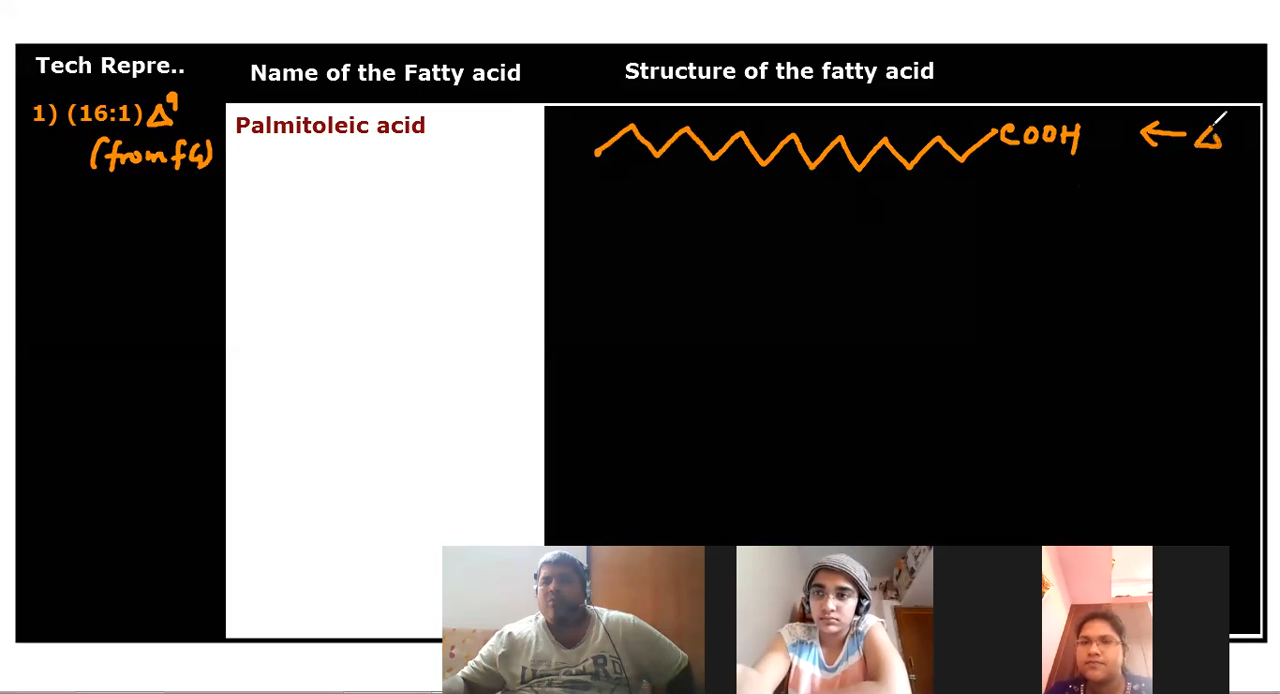 Tech Repre..
Name of the Fatty acid
Structure of the fatty acid
1) (16:1) Δ⁹
(from fG)
Palmitoleic acid
COOH ← Δ